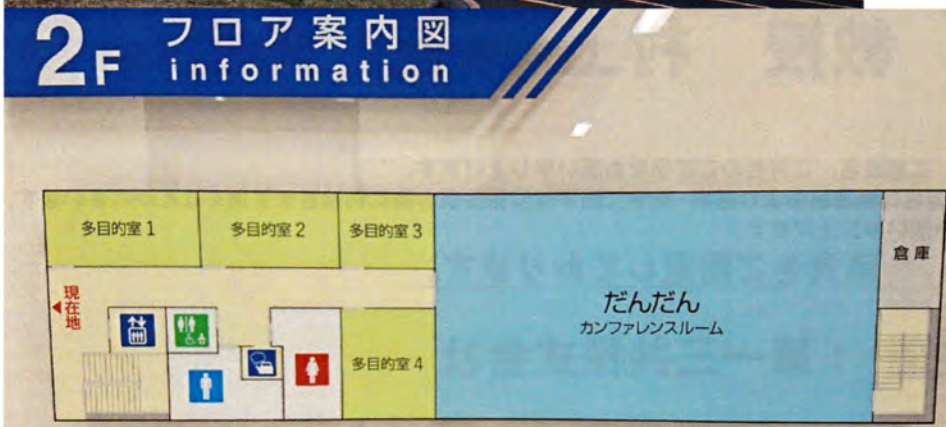 2F
フロア案内図
information
多目的室1
多目的室2
多目的室3
倉庫
現在地
だんだん
カンファレンスルーム
多目的室4